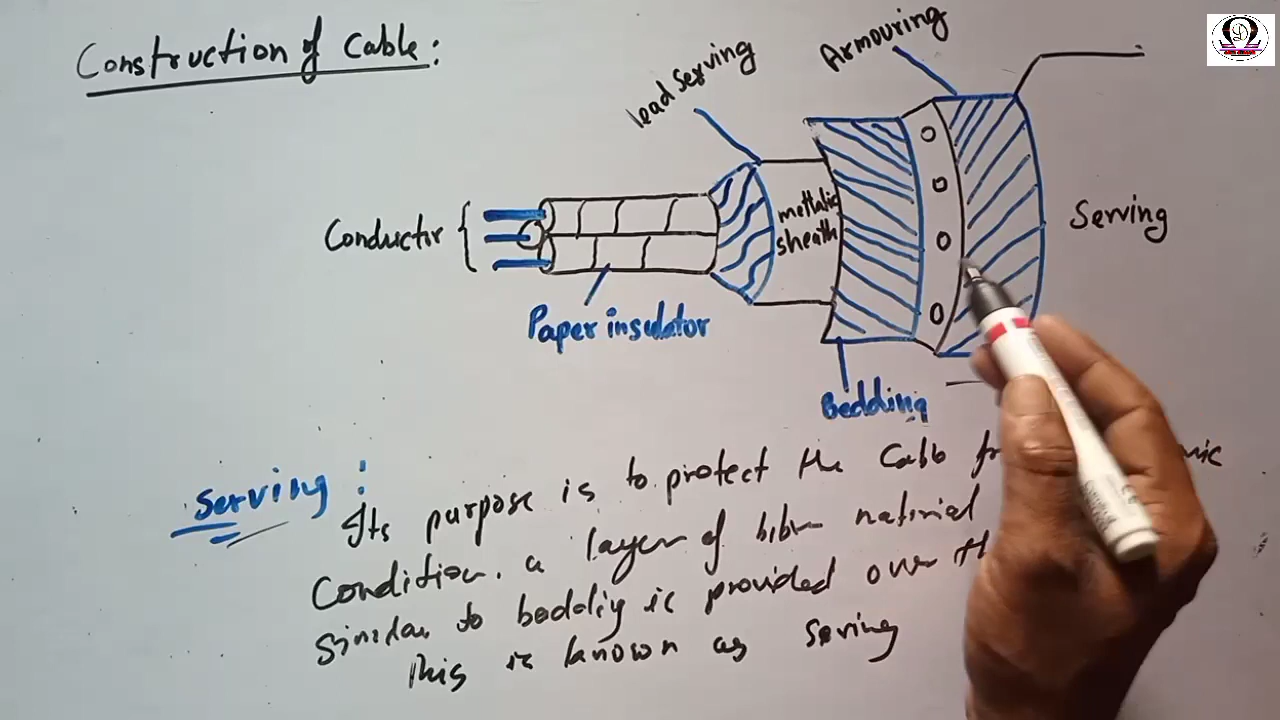 Construction of Cable:
lead Serving
Armouring
Conductor
mettalic
sheath
Serving
Paper insulator
Bedding
Serving:
Its purpose is to protect the Cable
Condition. a layer of
similar to bedding is provided over
this is known as serving